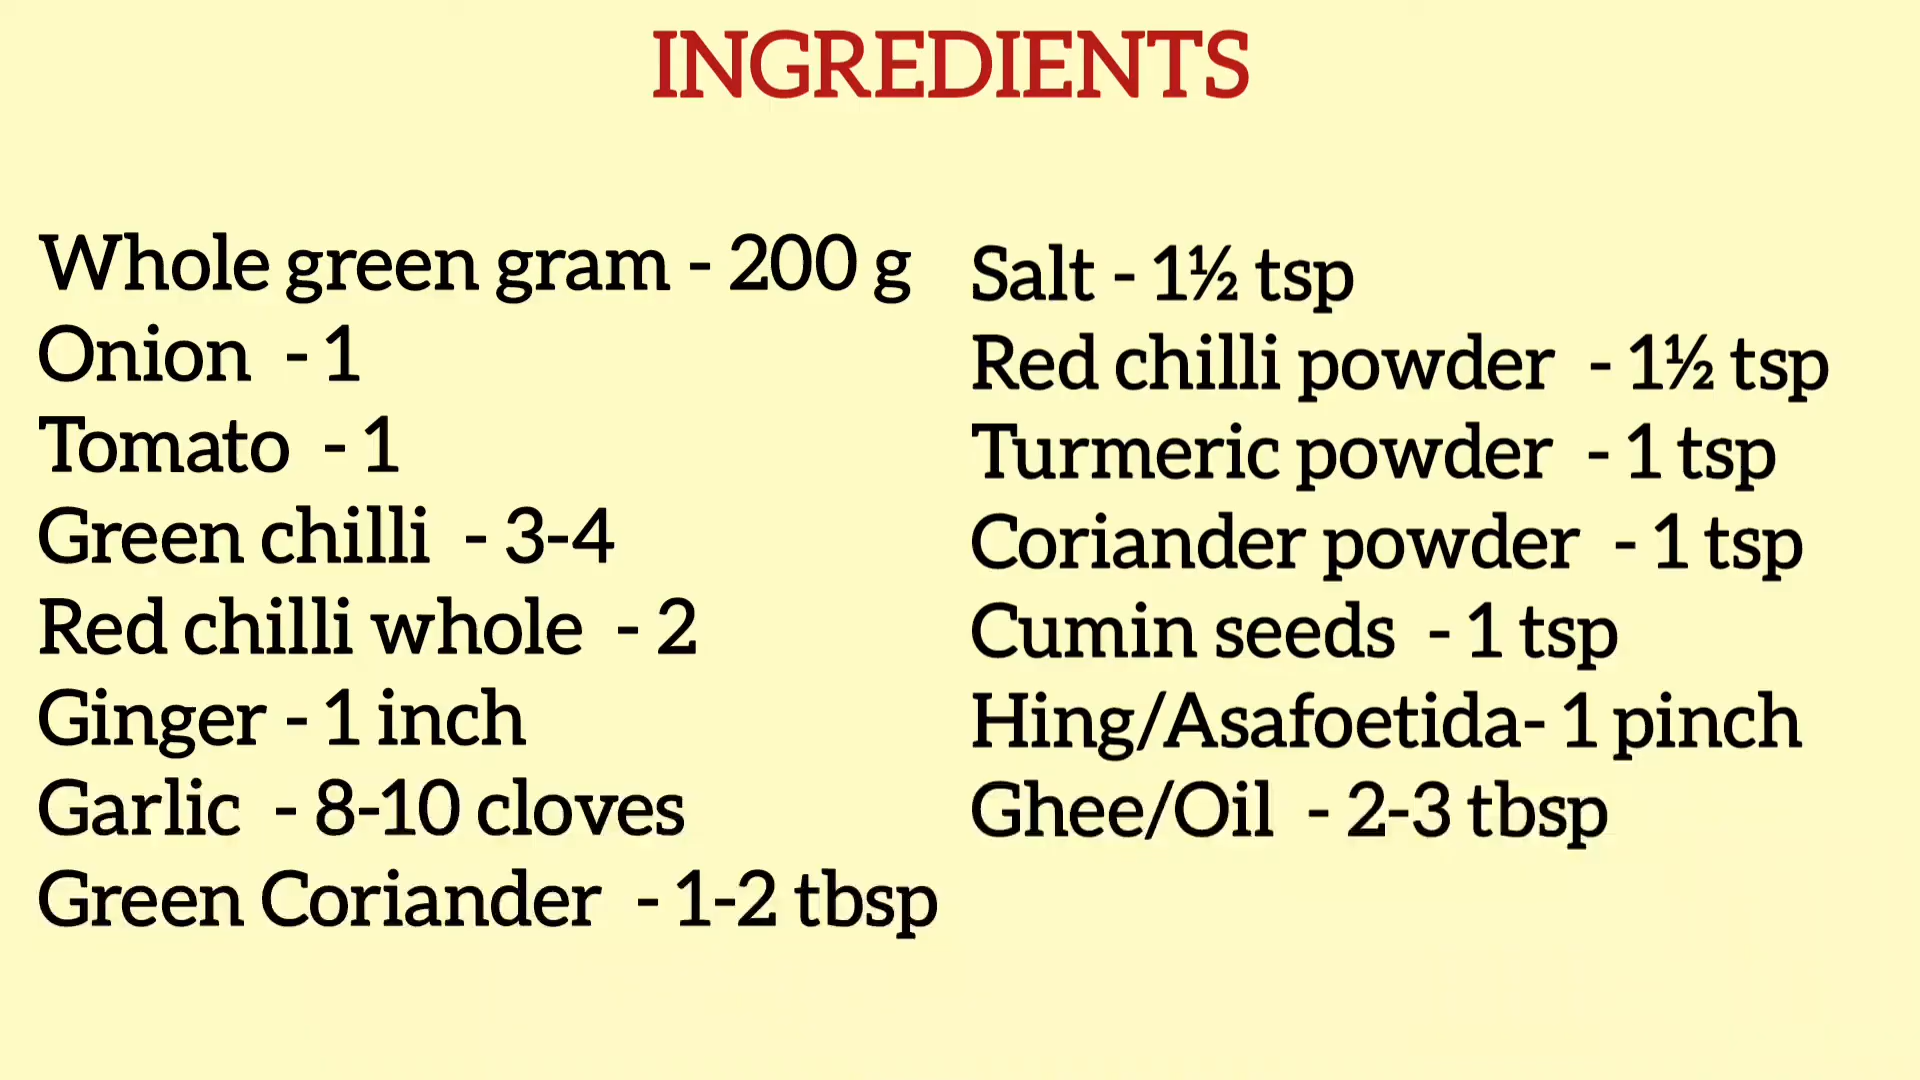 INGREDIENTS
Whole green gram - 200 g
Onion - 1
Tomato - 1
Green chilli - 3-4
Red chilli whole - 2
Ginger - 1 inch
Garlic - 8-10 cloves
Green Coriander - 1-2 tbsp
Salt - 1½ tsp
Red chilli powder - 1½ tsp
Turmeric powder - 1 tsp
Coriander powder - 1 tsp
Cumin seeds - 1 tsp
Hing/Asafoetida- 1 pinch
Ghee/Oil - 2-3 tbsp